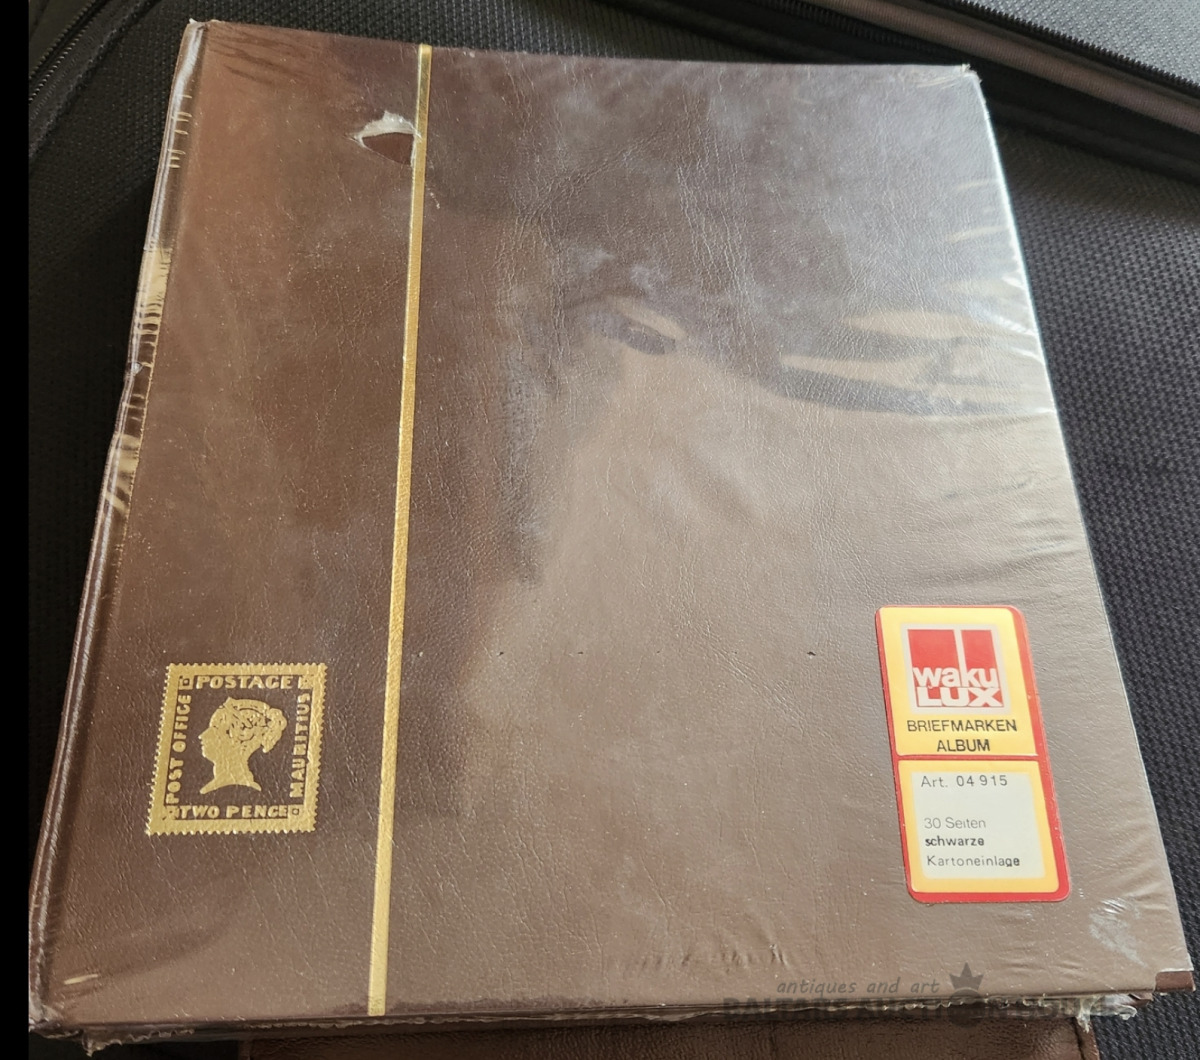 POSTAGE
POST OFFICE
MAURITIUS
TWO PENCE
waku
LUX
BRIEFMARKEN
ALBUM
Art. 04 915
30 Seiten
schwarze
Kartoneinlage
antiques and art